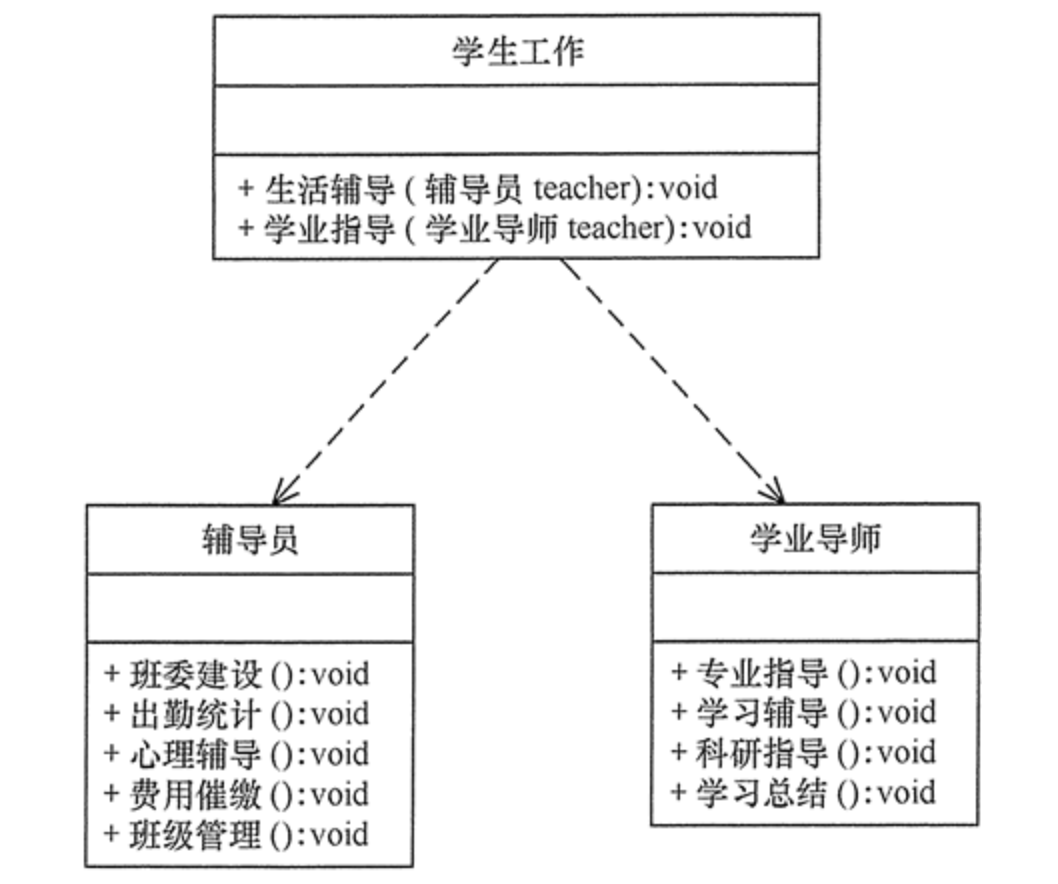 学生工作
+ 生活辅导 ( 辅导员 teacher):void
+ 学业指导 ( 学业导师 teacher):void
辅导员
+ 班委建设 ():void
+ 出勤统计 ():void
+ 心理辅导 ():void
+ 费用催缴 ():void
+ 班级管理 ():void
学业导师
+ 专业指导 ():void
+ 学习辅导 ():void
+ 科研指导 ():void
+ 学习总结 ():void